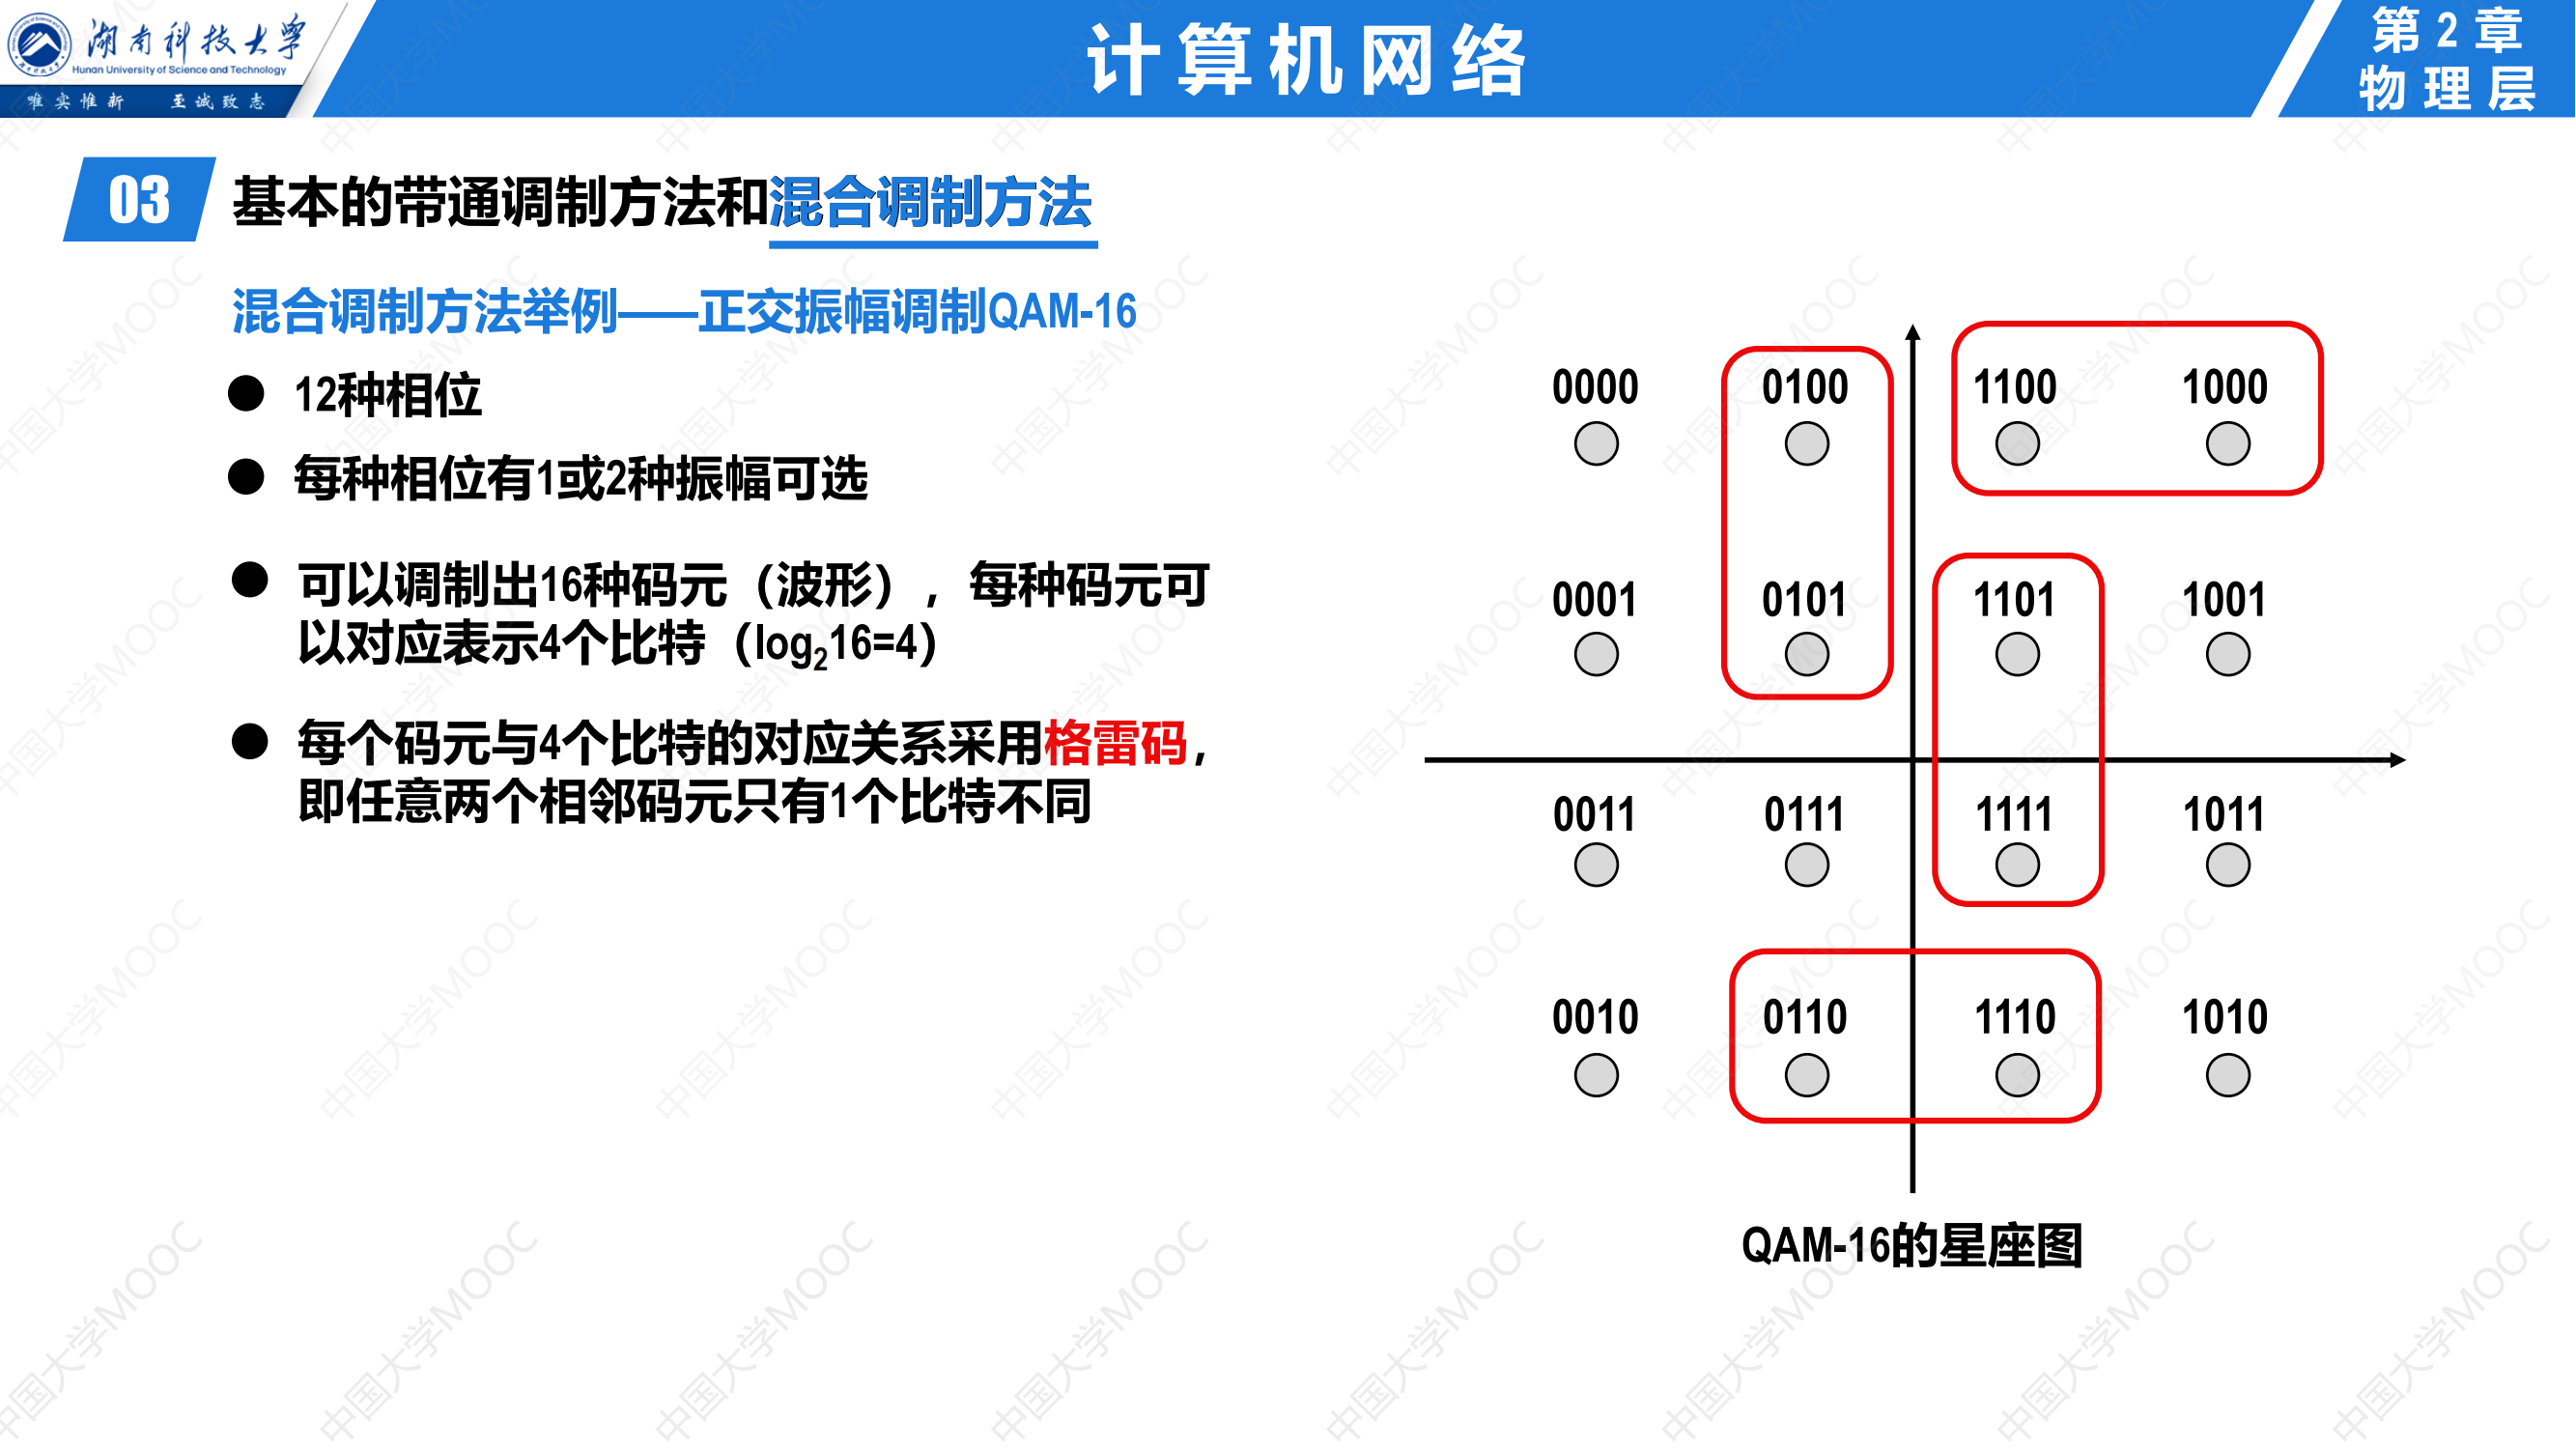 湖南科技大学
Hunan University of Science and Technology
唯实惟新 至诚致志
计算机网络
第2章
物理层
03 基本的带通调制方法和混合调制方法
混合调制方法举例——正交振幅调制QAM-16
● 12种相位
● 每种相位有1或2种振幅可选
● 可以调制出16种码元（波形），每种码元可
以对应表示4个比特（log₂16=4）
● 每个码元与4个比特的对应关系采用格雷码，
即任意两个相邻码元只有1个比特不同
0000 0100 1100 1000
0001 0101 1101 1001
0011 0111 1111 1011
0010 0110 1110 1010
QAM-16的星座图
中国大学MOOC